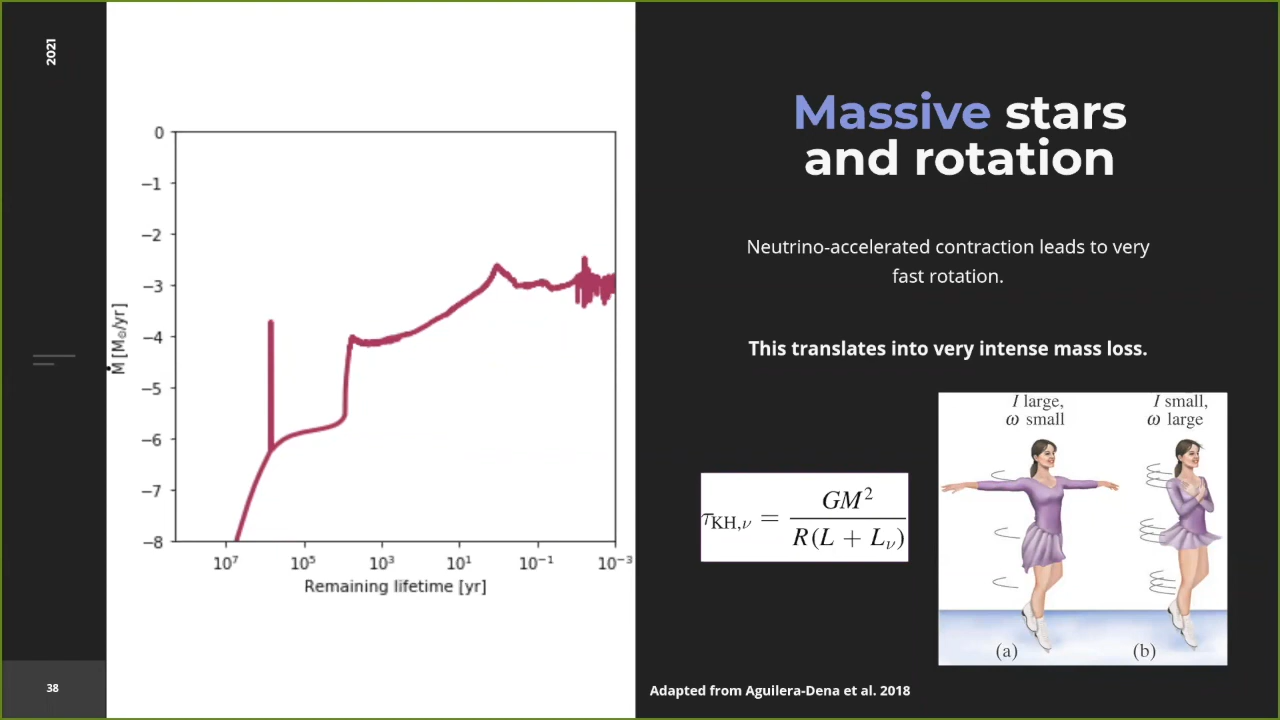 2021
38
0
−1
−2
−3
−4
−5
−6
−7
−8
Ṁ [M☉/yr]
10⁷ 10⁵ 10³ 10¹ 10⁻¹ 10⁻³
Remaining lifetime [yr]
Massive stars
and rotation
Neutrino-accelerated contraction leads to very
fast rotation.
This translates into very intense mass loss.
τ_KH,ν = GM² / R(L + L_ν)
I large,
ω small
I small,
ω large
(a)
(b)
Adapted from Aguilera-Dena et al. 2018